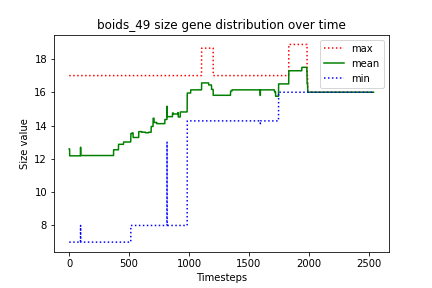 boids_49 size gene distribution over time
max
mean
min
Size value
18
16
14
12
10
8
0 500 1000 1500 2000 2500
Timesteps